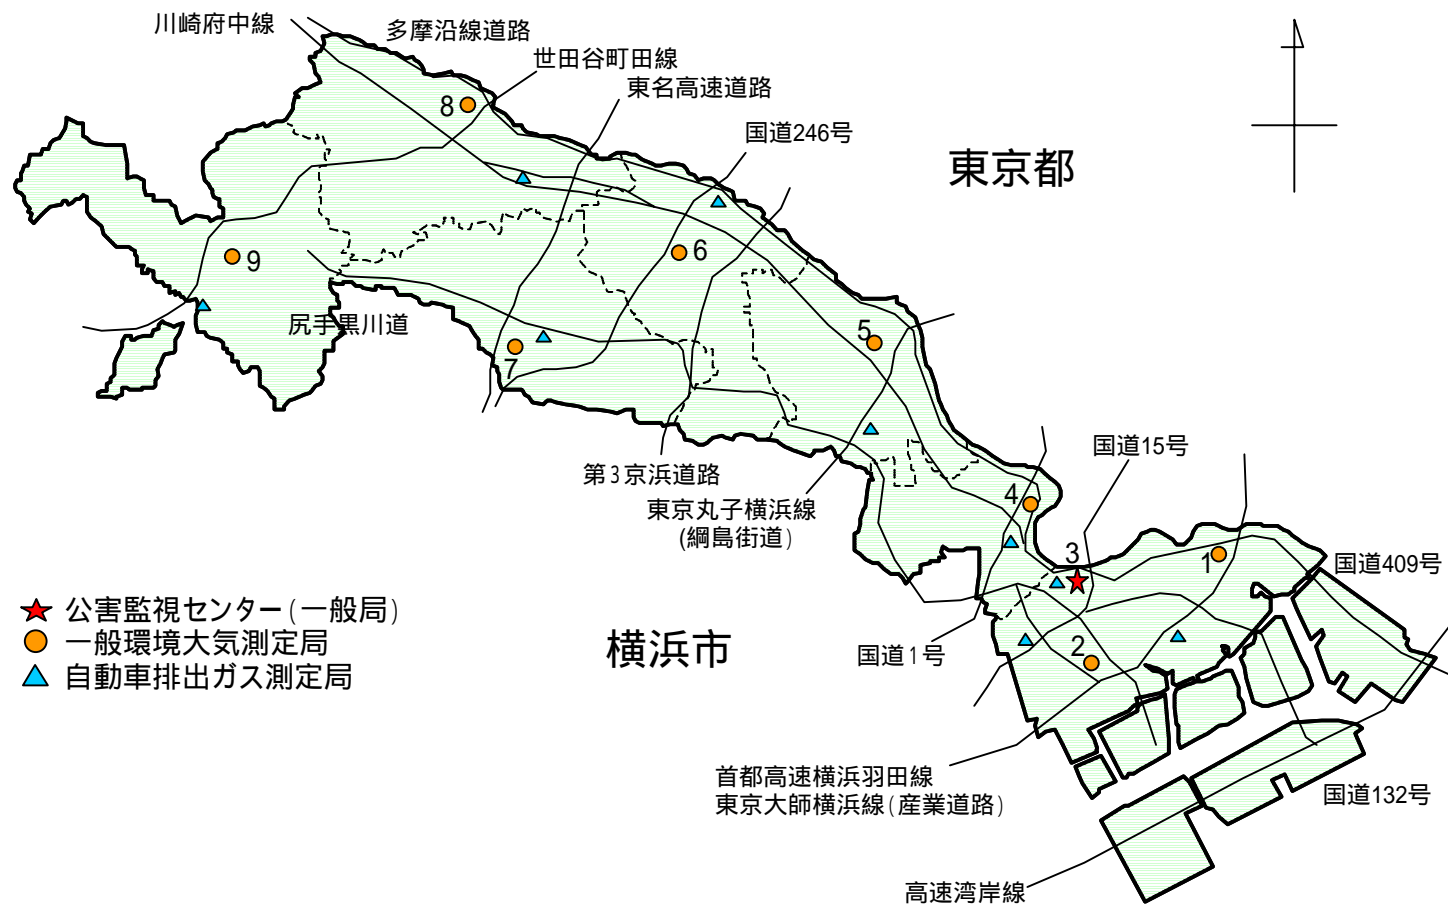 川崎府中線
多摩沿線道路
世田谷町田線
東名高速道路
国道246号
東京都
8
9
6
7
5
尻手黒川道
第3京浜道路
東京丸子横浜線
(綱島街道)
4
国道15号
3
1
国道409号
2
国道1号
横浜市
公害監視センター(一般局)
一般環境大気測定局
自動車排出ガス測定局
首都高速横浜羽田線
東京大師横浜線(産業道路)
国道132号
高速湾岸線